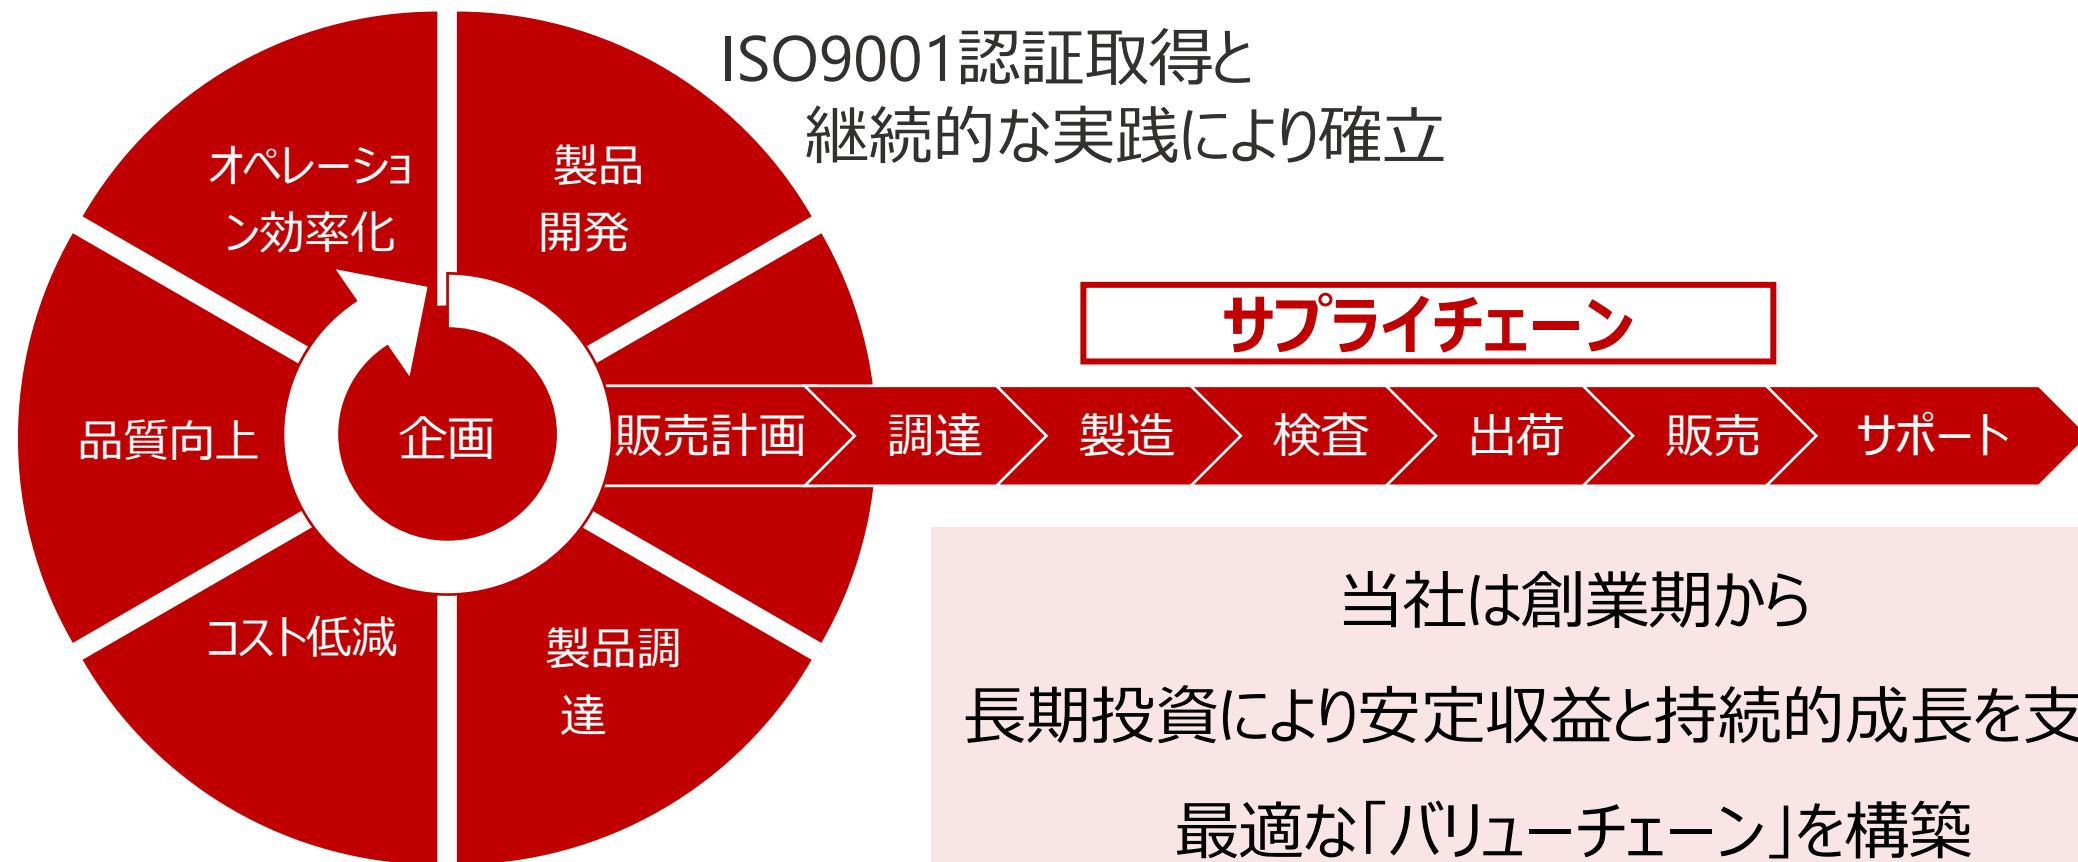 ISO9001認証取得と
継続的な実践により確立
オペレーショ
ン効率化
製品
開発
サプライチェーン
品質向上
企画
販売計画
調達
製造
検査
出荷
販売
サポート
コスト低減
製品調
達
当社は創業期から
長期投資により安定収益と持続的成長を支
最適な「バリューチェーン」を構築